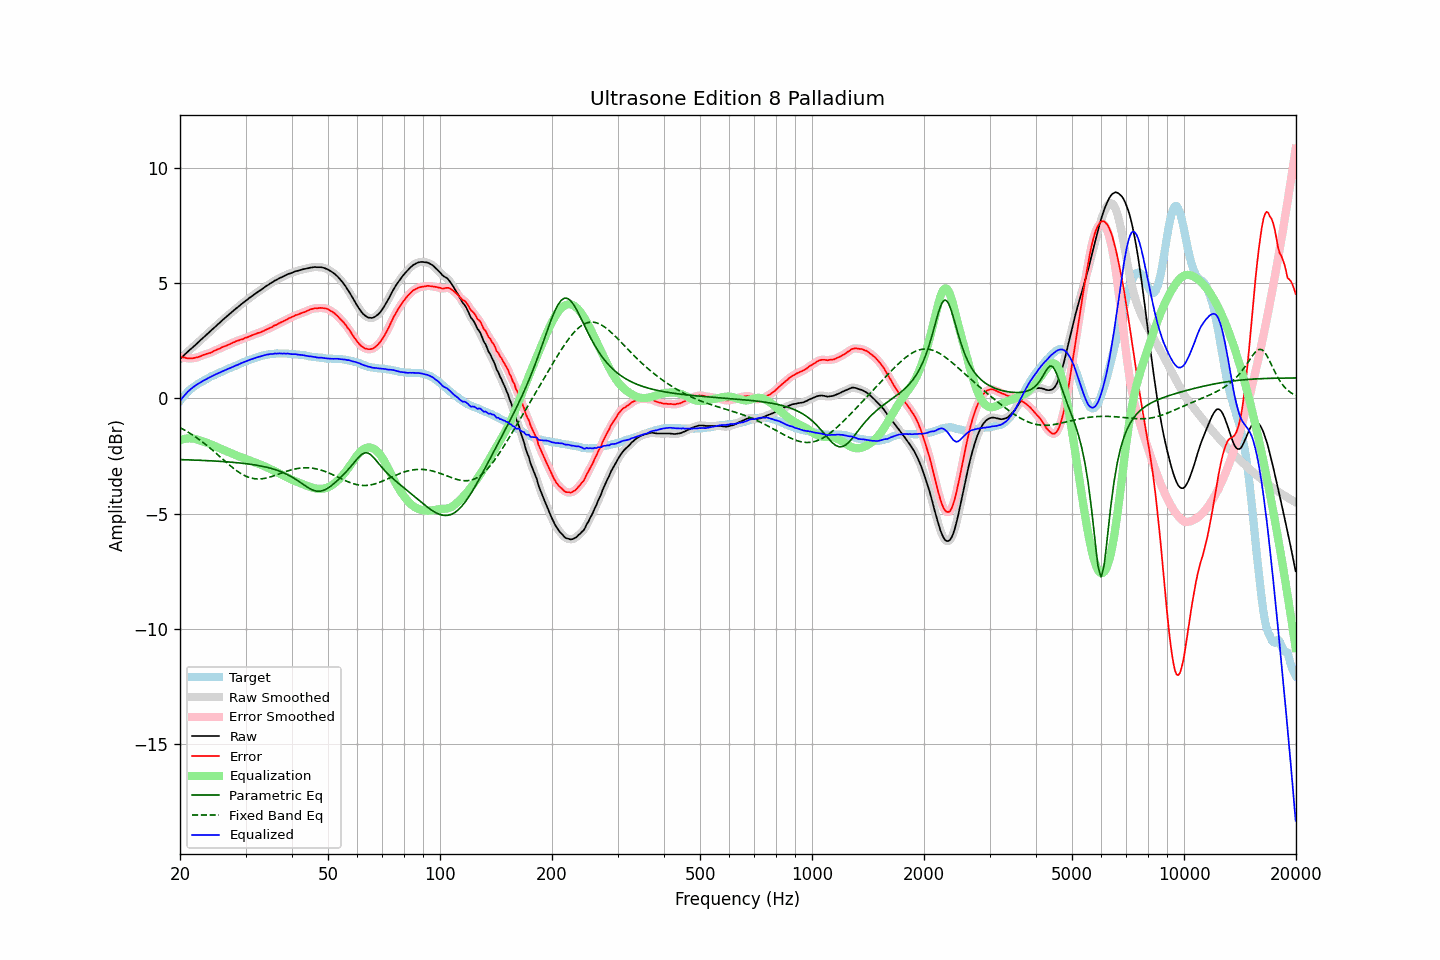 Ultrasone Edition 8 Palladium
10
5
0
−5
−10
−15
Amplitude (dBr)
Target
Raw Smoothed
Error Smoothed
Raw
Error
Equalization
Parametric Eq
Fixed Band Eq
Equalized
20 50 100 200 500 1000 2000 5000 10000 20000
Frequency (Hz)